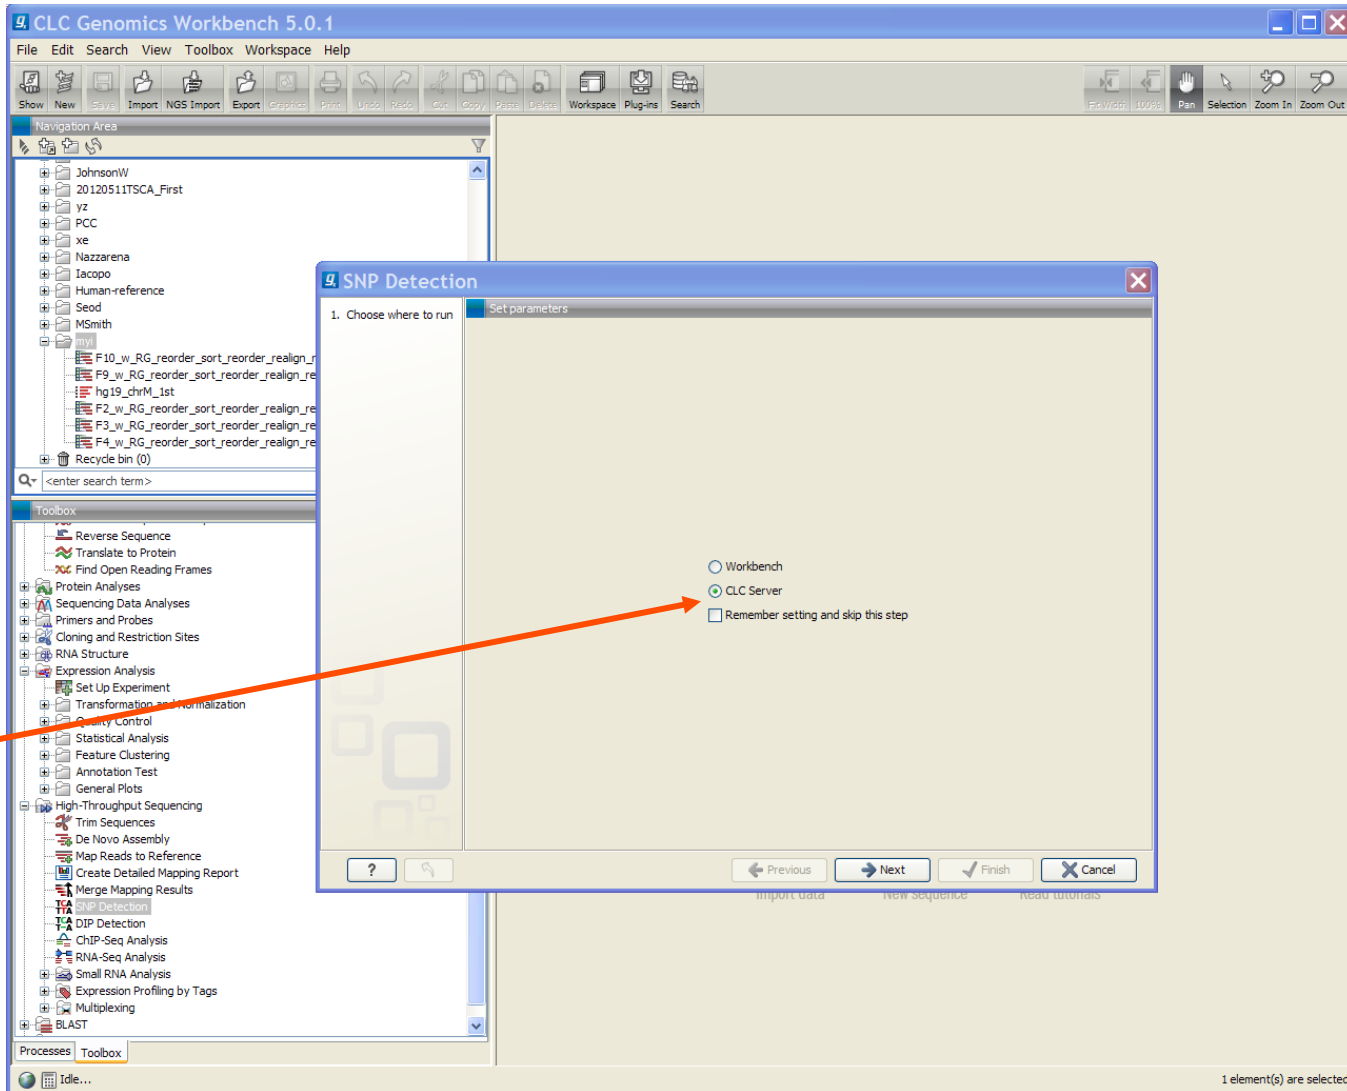 CLC Genomics Workbench 5.0.1
File Edit Search View Toolbox Workspace Help
Show New Save Import NGS Import Export Graphics Print Undo Redo Cut Copy Paste Delete Workspace Plug-ins Search Fit Width 100% Pan Selection Zoom In Zoom Out
Navigation Area
JohnsonW
20120511TSCA_First
yz
PCC
xe
Nazzarena
Iacopo
Human-reference
Seod
MSmith
myi
F10_w_RG_reorder_sort_reorder_realign_r
F9_w_RG_reorder_sort_reorder_realign_re
hg19_chrM_1st
F2_w_RG_reorder_sort_reorder_realign_re
F3_w_RG_reorder_sort_reorder_realign_re
F4_w_RG_reorder_sort_reorder_realign_re
Recycle bin (0)
<enter search term>
Toolbox
Reverse Sequence
Translate to Protein
Find Open Reading Frames
Protein Analyses
Sequencing Data Analyses
Primers and Probes
Cloning and Restriction Sites
RNA Structure
Expression Analysis
Set Up Experiment
Transformation and Normalization
Quality Control
Statistical Analysis
Feature Clustering
Annotation Test
General Plots
High-Throughput Sequencing
Trim Sequences
De Novo Assembly
Map Reads to Reference
Create Detailed Mapping Report
Merge Mapping Results
SNP Detection
DIP Detection
ChIP-Seq Analysis
RNA-Seq Analysis
Small RNA Analysis
Expression Profiling by Tags
Multiplexing
BLAST
Processes Toolbox
Idle...
SNP Detection
1. Choose where to run
Set parameters
Workbench
CLC Server
Remember setting and skip this step
? Previous Next Finish Cancel
Import data New sequence Read tutorials
1 element(s) are selected